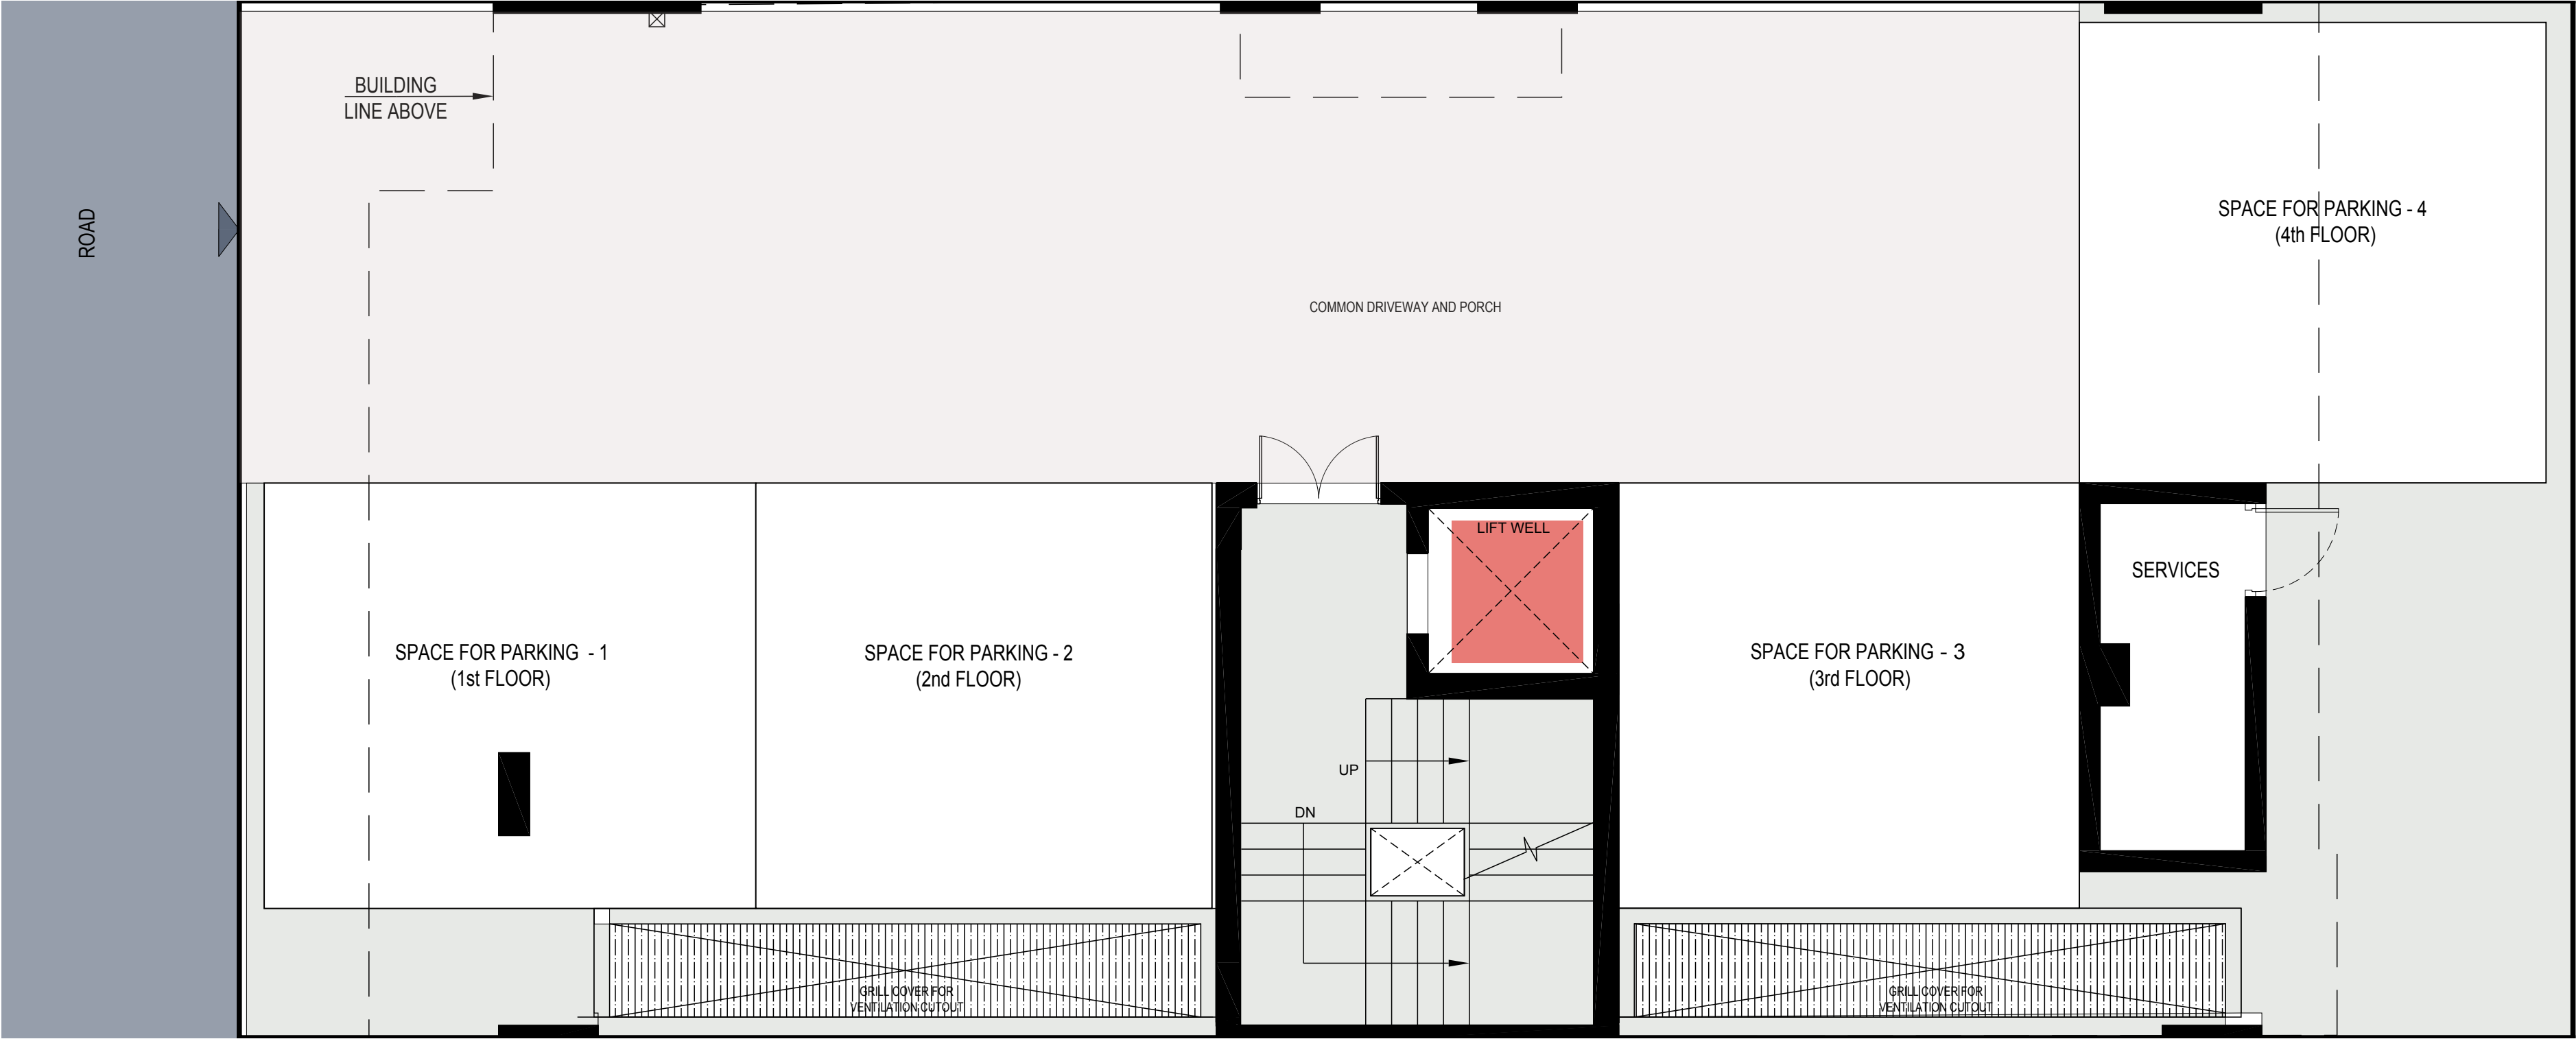 BUILDING
LINE ABOVE
ROAD
SPACE FOR PARKING - 4
(4th FLOOR)
COMMON DRIVEWAY AND PORCH
LIFT WELL
SERVICES
SPACE FOR PARKING - 1
(1st FLOOR)
SPACE FOR PARKING - 2
(2nd FLOOR)
SPACE FOR PARKING - 3
(3rd FLOOR)
UP
DN
GRILL COVER FOR
VENTILATION CUTOUT
GRILL COVER FOR
VENTILATION CUTOUT